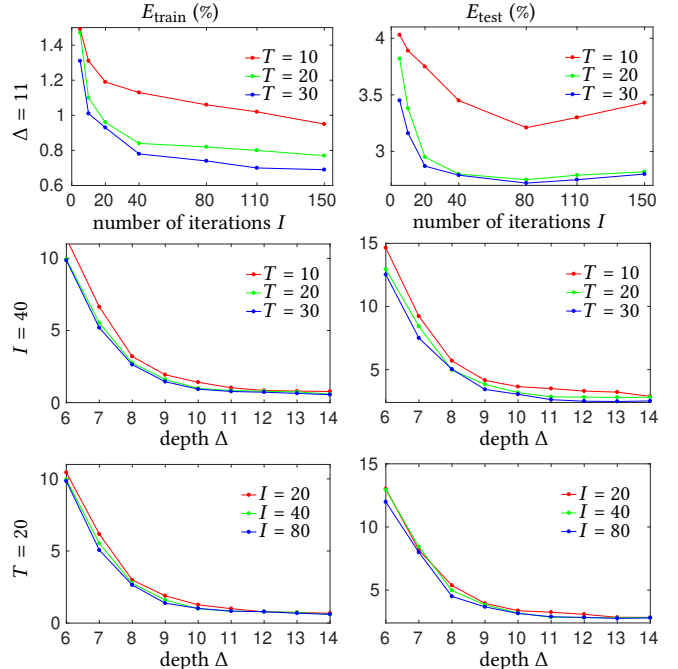 E_train (%)
E_test (%)
Δ = 11
1.4
1.2
1
0.8
0.6
T = 10
T = 20
T = 30
0 10 20 40 80 110 150
number of iterations I
4
3.5
3
T = 10
T = 20
T = 30
0 10 20 40 80 110 150
number of iterations I
I = 40
10
5
0
T = 10
T = 20
T = 30
6 7 8 9 10 11 12 13 14
depth Δ
15
10
5
T = 10
T = 20
T = 30
6 7 8 9 10 11 12 13 14
depth Δ
T = 20
10
5
0
I = 20
I = 40
I = 80
6 7 8 9 10 11 12 13 14
depth Δ
15
10
5
I = 20
I = 40
I = 80
6 7 8 9 10 11 12 13 14
depth Δ